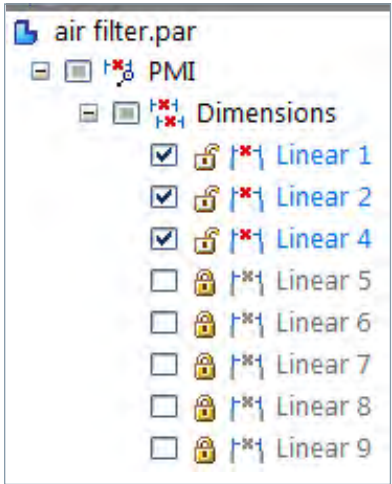 air filter.par
PMI
Dimensions
Linear 1
Linear 2
Linear 4
Linear 5
Linear 6
Linear 7
Linear 8
Linear 9